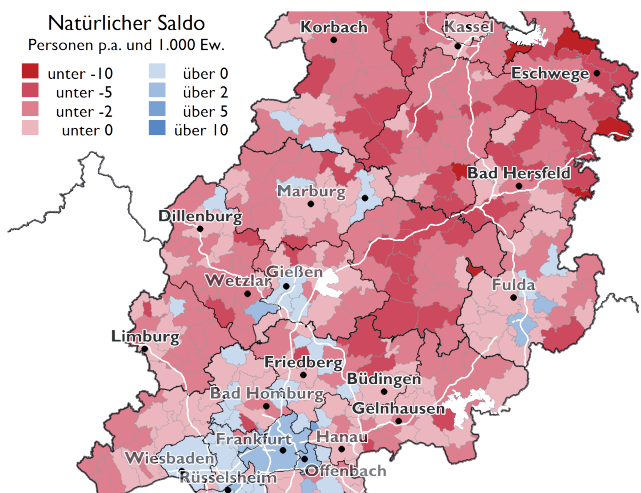 Natürlicher Saldo
Personen p.a. und 1.000 Ew.
unter -10 über 0
unter -5 über 2
unter -2 über 5
unter 0 über 10
Korbach
Kassel
Eschwege
Bad Hersfeld
Marburg
Dillenburg
Gießen
Wetzlar
Fulda
Limburg
Friedberg
Büdingen
Bad Homburg
Gelnhausen
Frankfurt
Hanau
Wiesbaden
Offenbach
Rüsselsheim